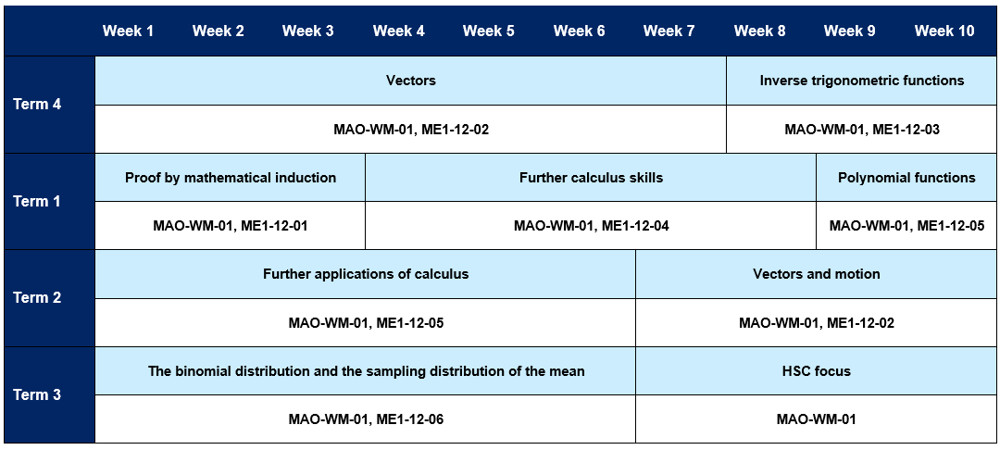 Week 1 Week 2 Week 3 Week 4 Week 5 Week 6 Week 7 Week 8 Week 9 Week 10
Term 4
Vectors Inverse trigonometric functions
MAO-WM-01, ME1-12-02 MAO-WM-01, ME1-12-03
Term 1
Proof by mathematical induction Further calculus skills Polynomial functions
MAO-WM-01, ME1-12-01 MAO-WM-01, ME1-12-04 MAO-WM-01, ME1-12-05
Term 2
Further applications of calculus Vectors and motion
MAO-WM-01, ME1-12-05 MAO-WM-01, ME1-12-02
Term 3
The binomial distribution and the sampling distribution of the mean HSC focus
MAO-WM-01, ME1-12-06 MAO-WM-01